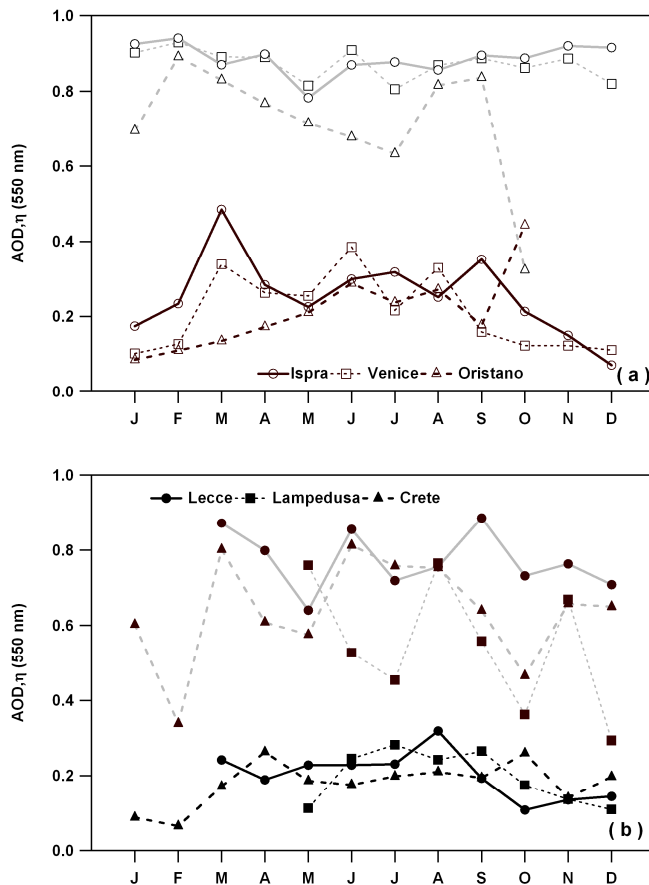 1.0
0.8
0.6
0.4
0.2
0.0
AOD,η (550 nm)
Ispra Venice Oristano
( a )
J F M A M J J A S O N D
1.0
0.8
0.6
0.4
0.2
0.0
AOD,η (550 nm)
Lecce Lampedusa Crete
( b )
J F M A M J J A S O N D